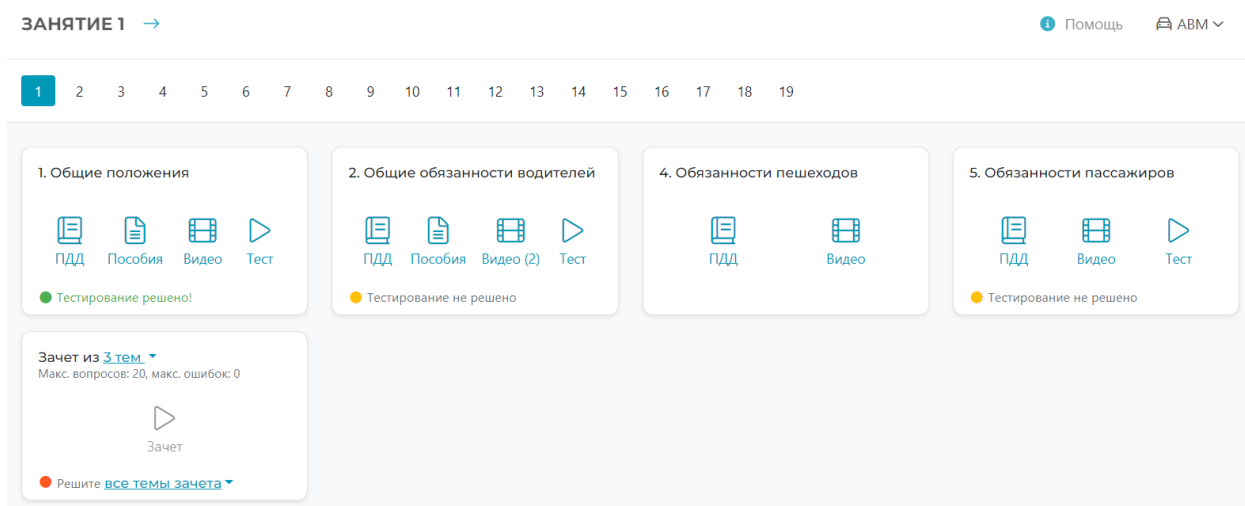 ЗАНЯТИЕ 1
Помощь
АВМ
1 2 3 4 5 6 7 8 9 10 11 12 13 14 15 16 17 18 19
1. Общие положения
ПДД Пособия Видео Тест
Тестирование решено!
2. Общие обязанности водителей
ПДД Пособия Видео (2) Тест
Тестирование не решено
4. Обязанности пешеходов
ПДД Видео
5. Обязанности пассажиров
ПДД Видео Тест
Тестирование не решено
Зачет из 3 тем
Макс. вопросов: 20, макс. ошибок: 0
Зачет
Решите все темы зачета